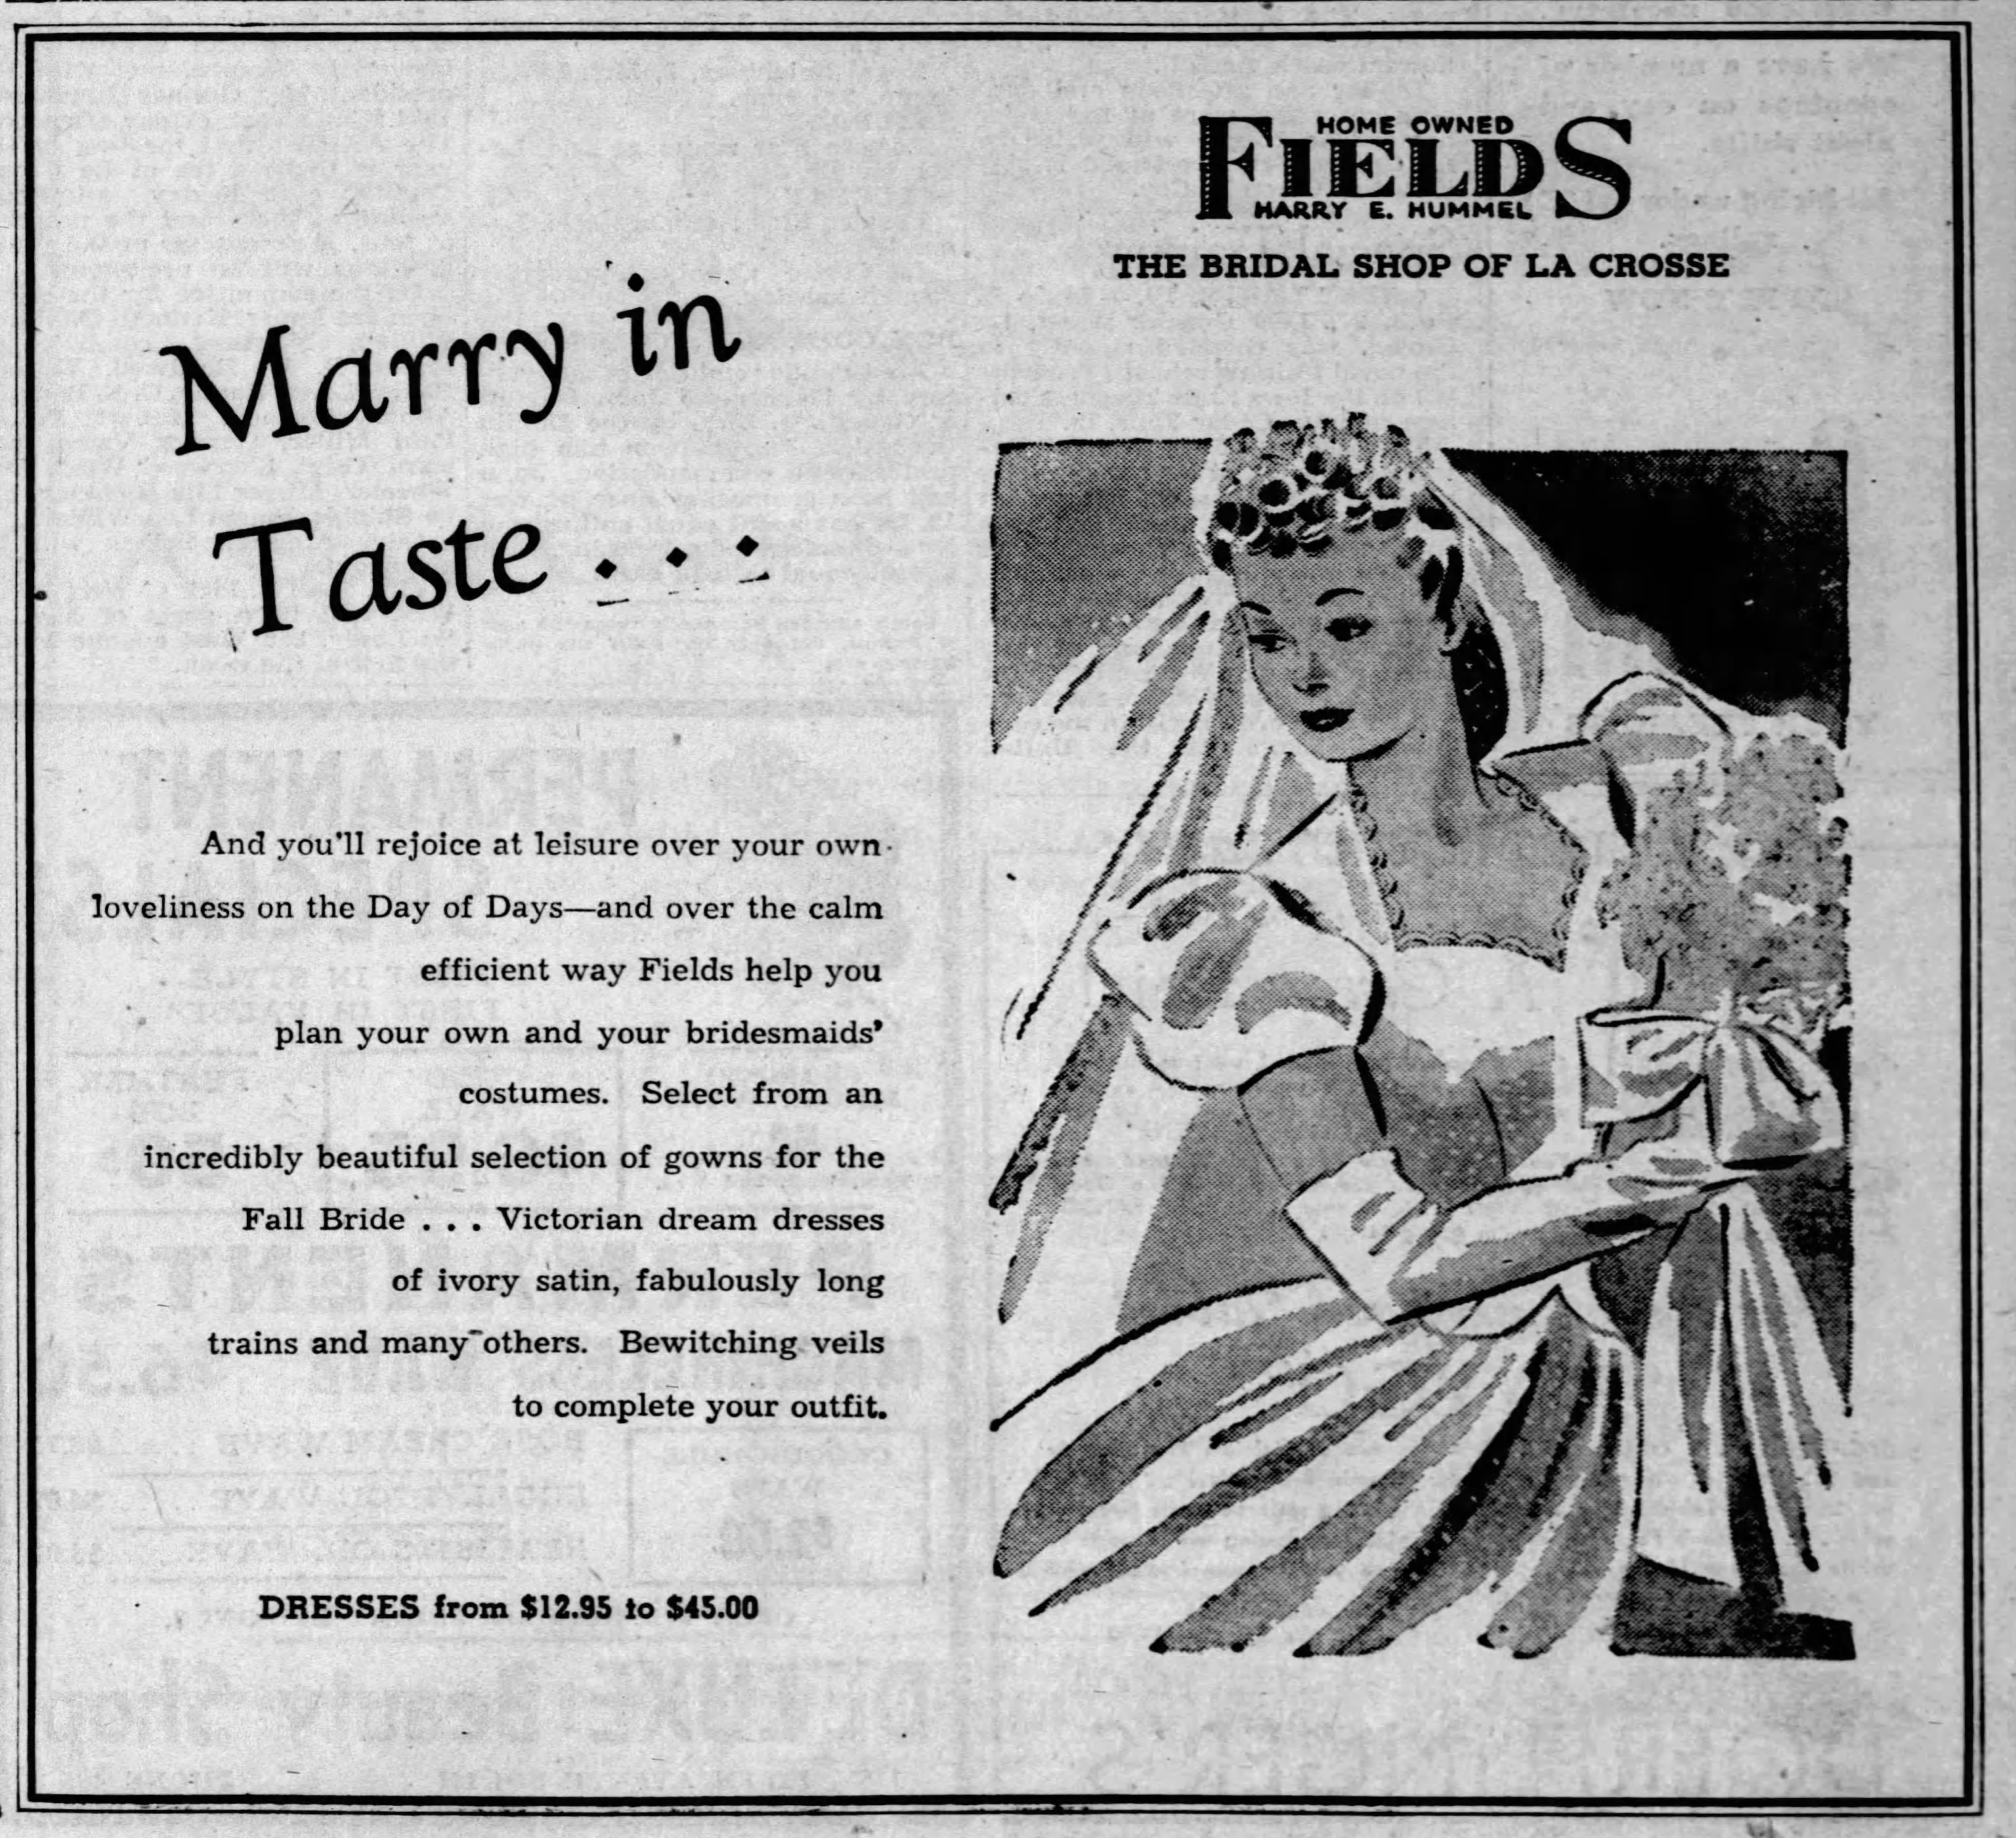 HOME OWNED
FIELDS
HARRY E. HUMMEL
THE BRIDAL SHOP OF LA CROSSE
Marry in
Taste . . .
And you'll rejoice at leisure over your own
loveliness on the Day of Days—and over the calm
efficient way Fields help you
plan your own and your bridesmaids'
costumes. Select from an
incredibly beautiful selection of gowns for the
Fall Bride . . . Victorian dream dresses
of ivory satin, fabulously long
trains and many others. Bewitching veils
to complete your outfit.
DRESSES from $12.95 to $45.00